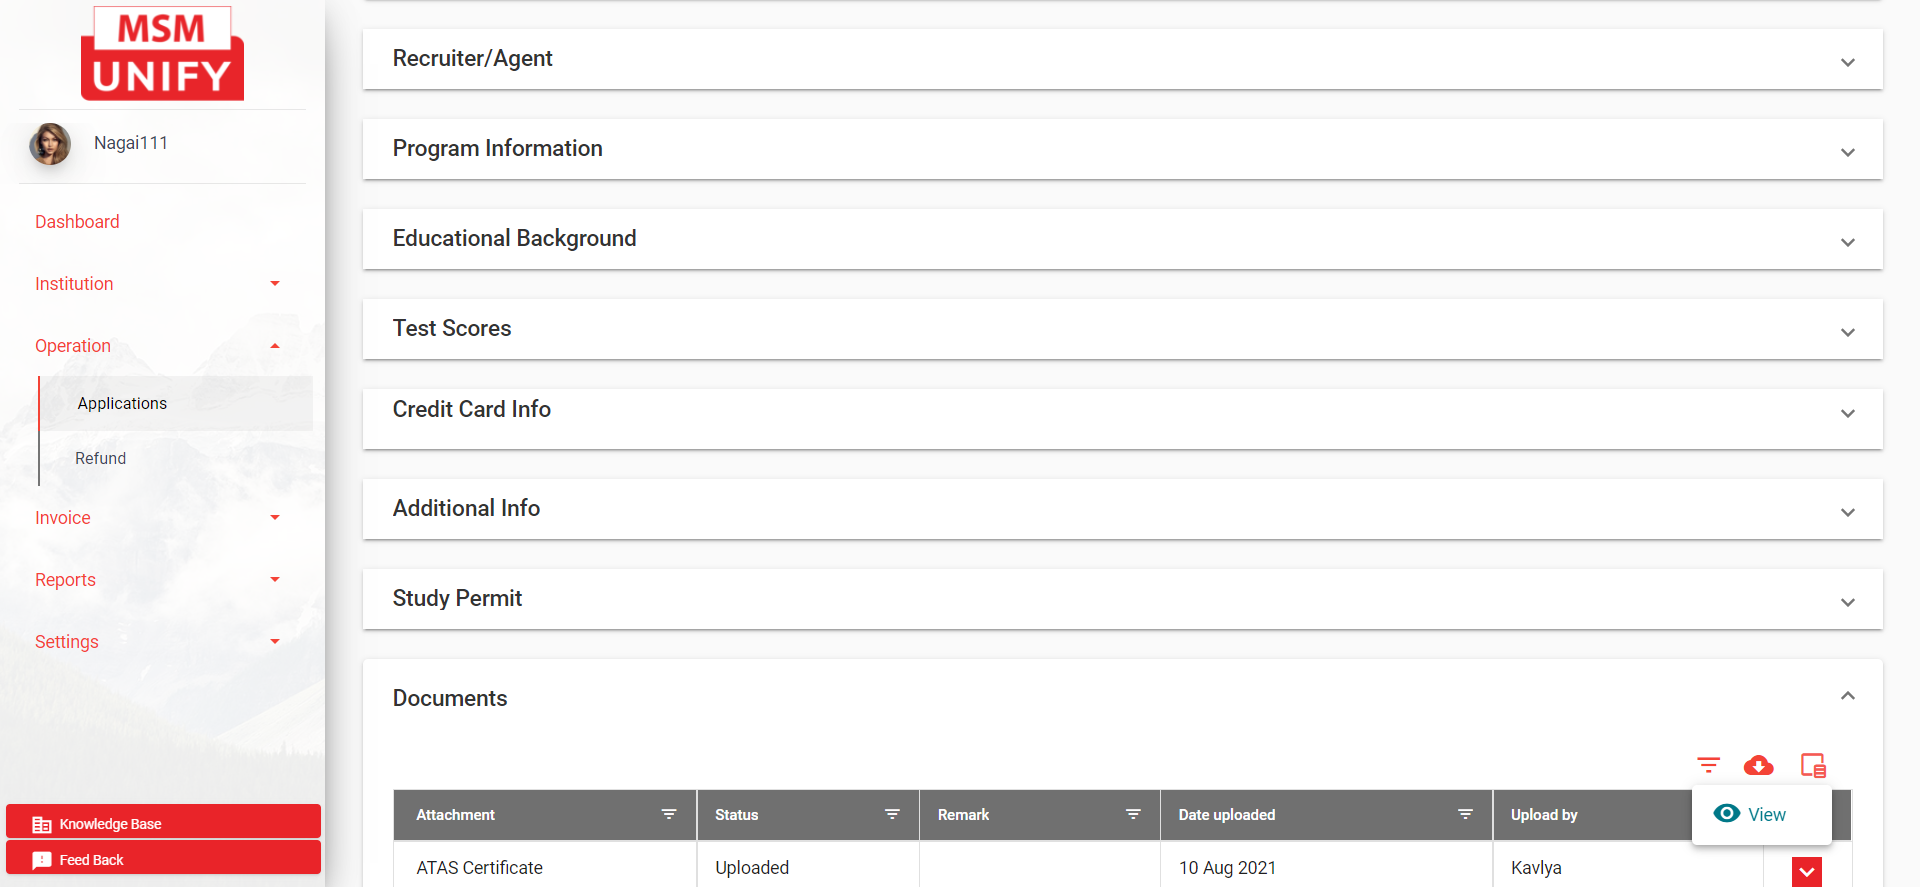 MSM
UNIFY
Nagai111
Dashboard
Institution
Operation
Applications
Refund
Invoice
Reports
Settings
Knowledge Base
Feed Back
Recruiter/Agent
Program Information
Educational Background
Test Scores
Credit Card Info
Additional Info
Study Permit
Documents
Attachment Status Remark Date uploaded Upload by
View
ATAS Certificate Uploaded 10 Aug 2021 Kavlya